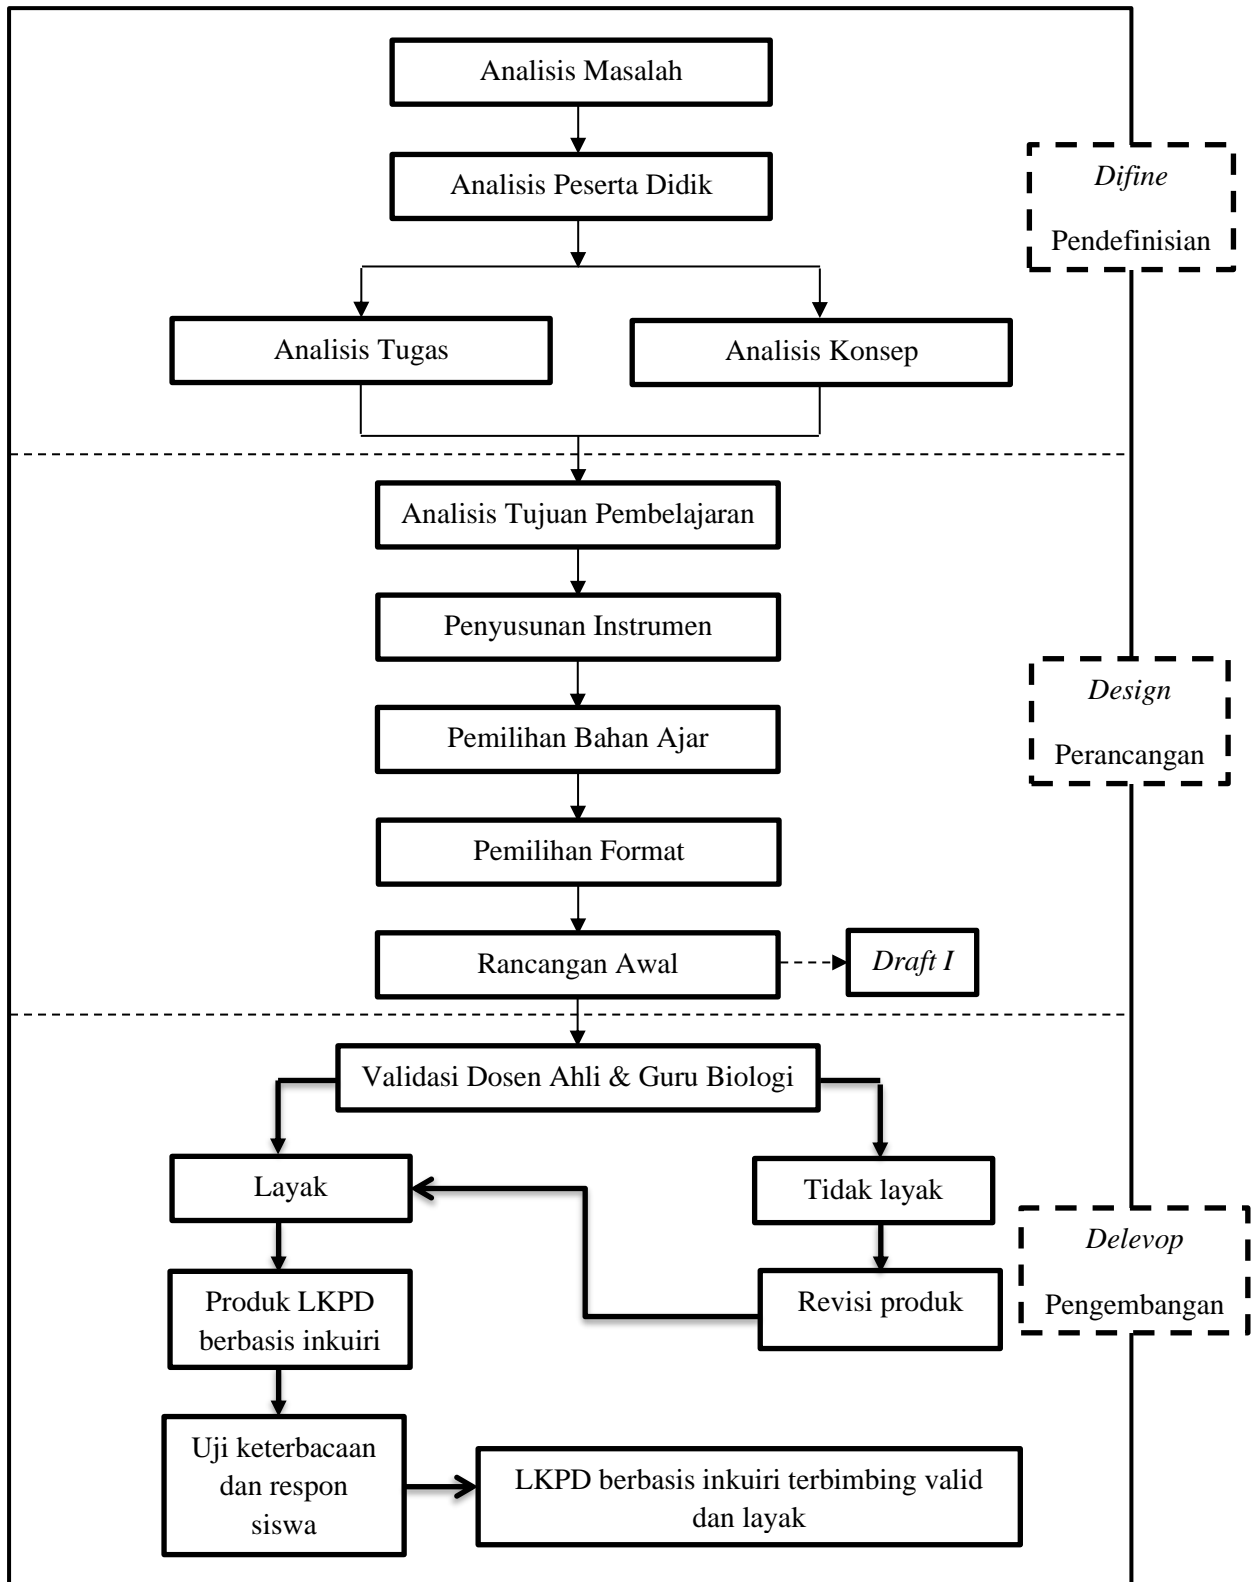 Analisis Masalah
Analisis Peserta Didik
Difine
Pendefinisian
Analisis Tugas
Analisis Konsep
Analisis Tujuan Pembelajaran
Penyusunan Instrumen
Design
Perancangan
Pemilihan Bahan Ajar
Pemilihan Format
Rancangan Awal
Draft I
Validasi Dosen Ahli & Guru Biologi
Layak
Tidak layak
Delevop
Pengembangan
Produk LKPD
berbasis inkuiri
Revisi produk
Uji keterbacaan
dan respon
siswa
LKPD berbasis inkuiri terbimbing valid
dan layak